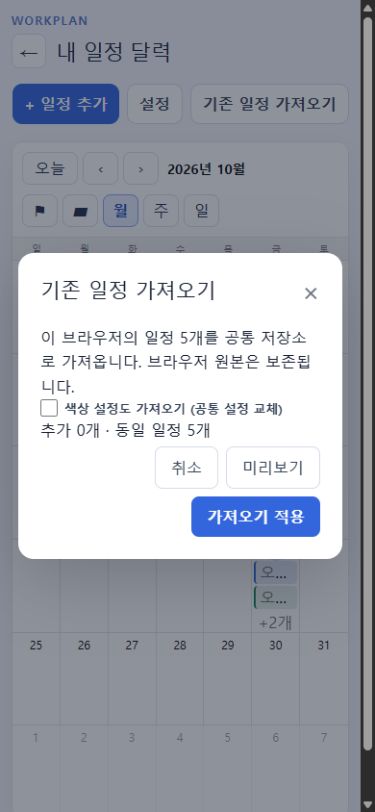 WORKPLAN
← 내 일정 달력
+ 일정 추가 설정 기존 일정 가져오기
오늘 ‹ › 2026년 10월
월 주 일
일 월 화 수 목 금 토
기존 일정 가져오기 ×
이 브라우저의 일정 5개를 공통 저장소
로 가져옵니다. 브라우저 원본은 보존됩
니다.
색상 설정도 가져오기 (공통 설정 교체)
추가 0개 · 동일 일정 5개
취소 미리보기
가져오기 적용
오...
오...
+2개
25 26 27 28 29 30 31
1 2 3 4 5 6 7